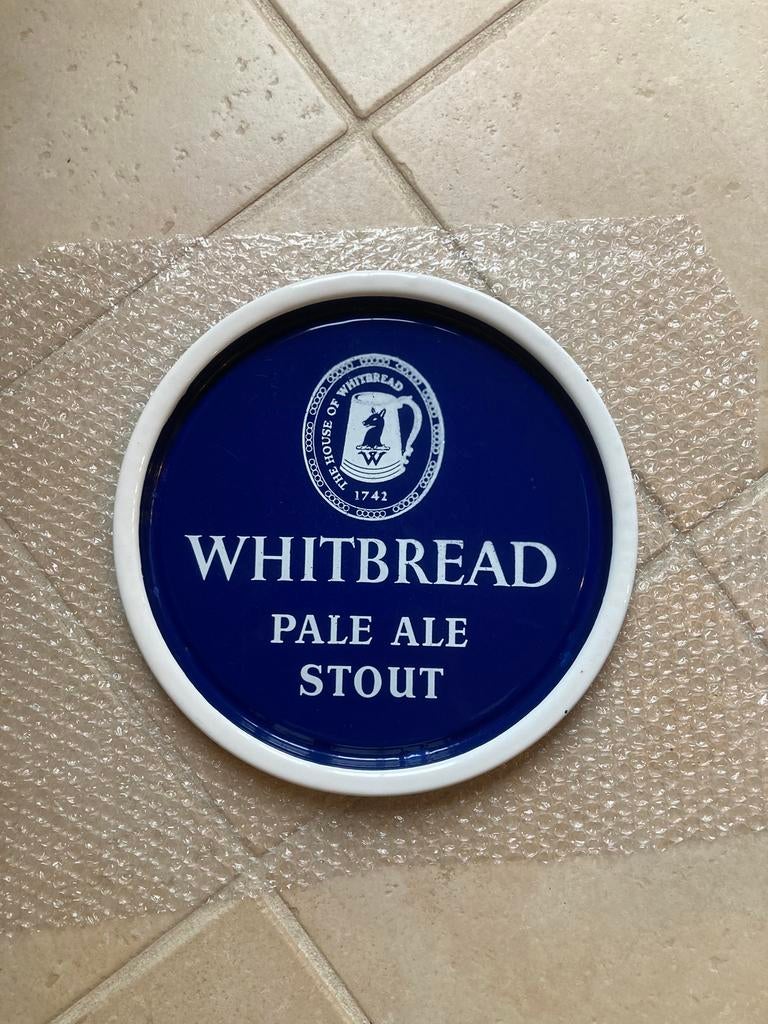 THE HOUSE OF WHITBREAD
W
1742
WHITBREAD
PALE ALE
STOUT